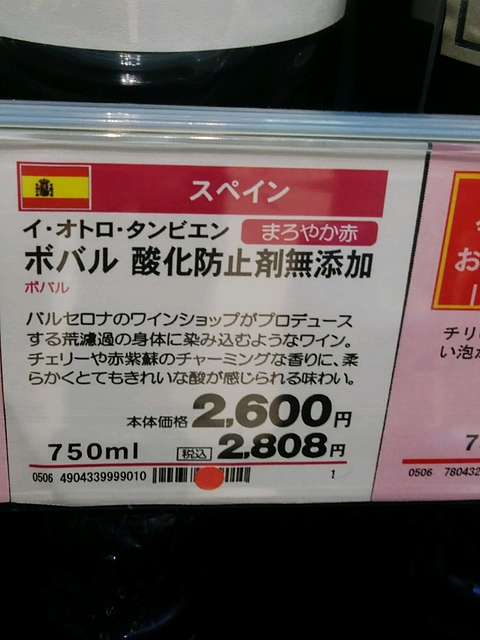 スペイン
イ・オトロ・タンビエン まろやか赤
ボバル 酸化防止剤無添加
ボバル
バルセロナのワインショップがプロデュース
する荒濾過の身体に染み込むようなワイン。
チェリーや赤紫蘇のチャーミングな香りに、柔
らかくとてもきれいな酸が感じられる味わい。
本体価格 2,600円
750ml 税込 2,808円
0506 4904339999010 1
お
チリ
い泡か
7
0506 780432